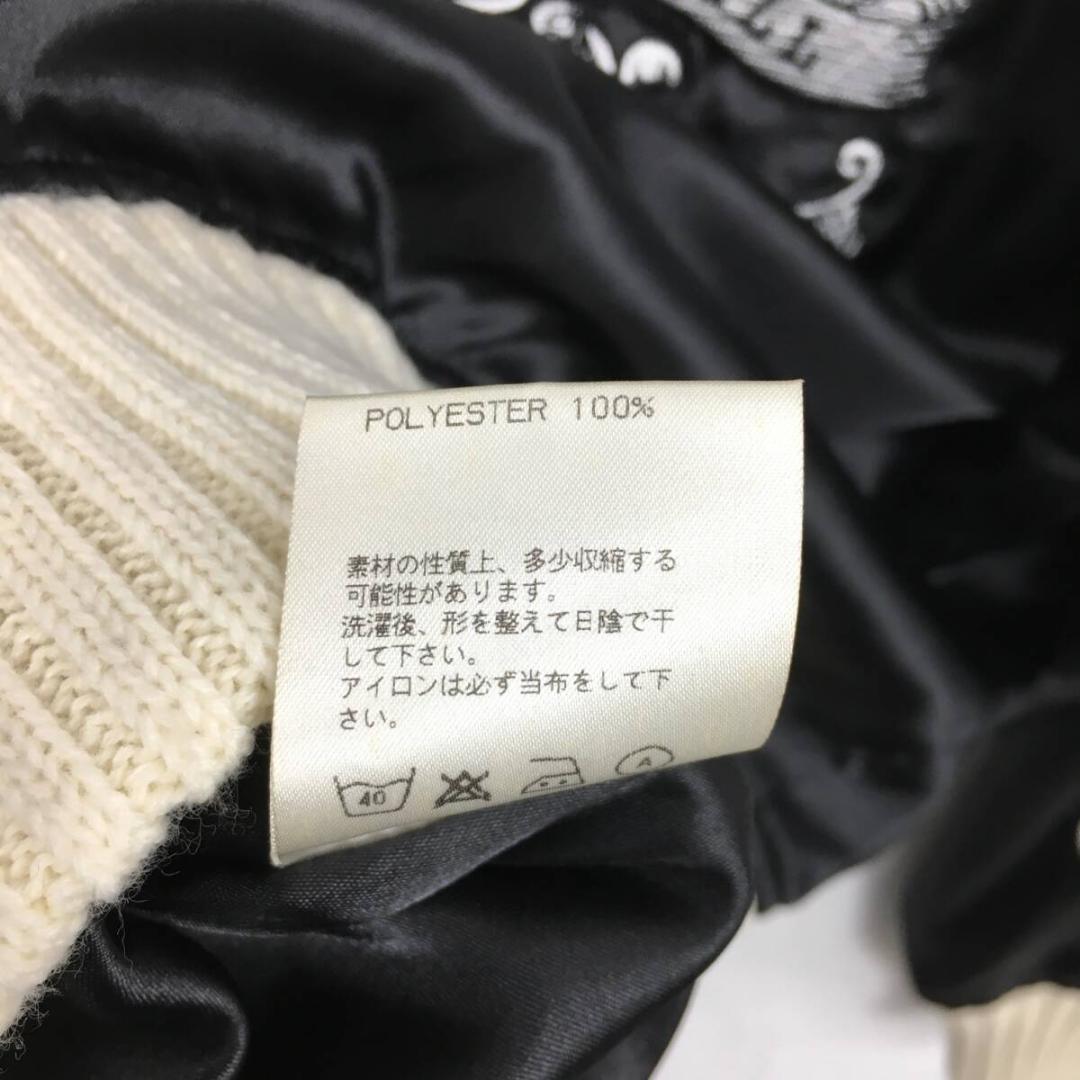 LL
POLYESTER 100%
素材の性質上、多少収縮する
可能性があります。
洗濯後、形を整えて日陰で干
して下さい。
アイロンは必ず当布をして下
さい。
40
A